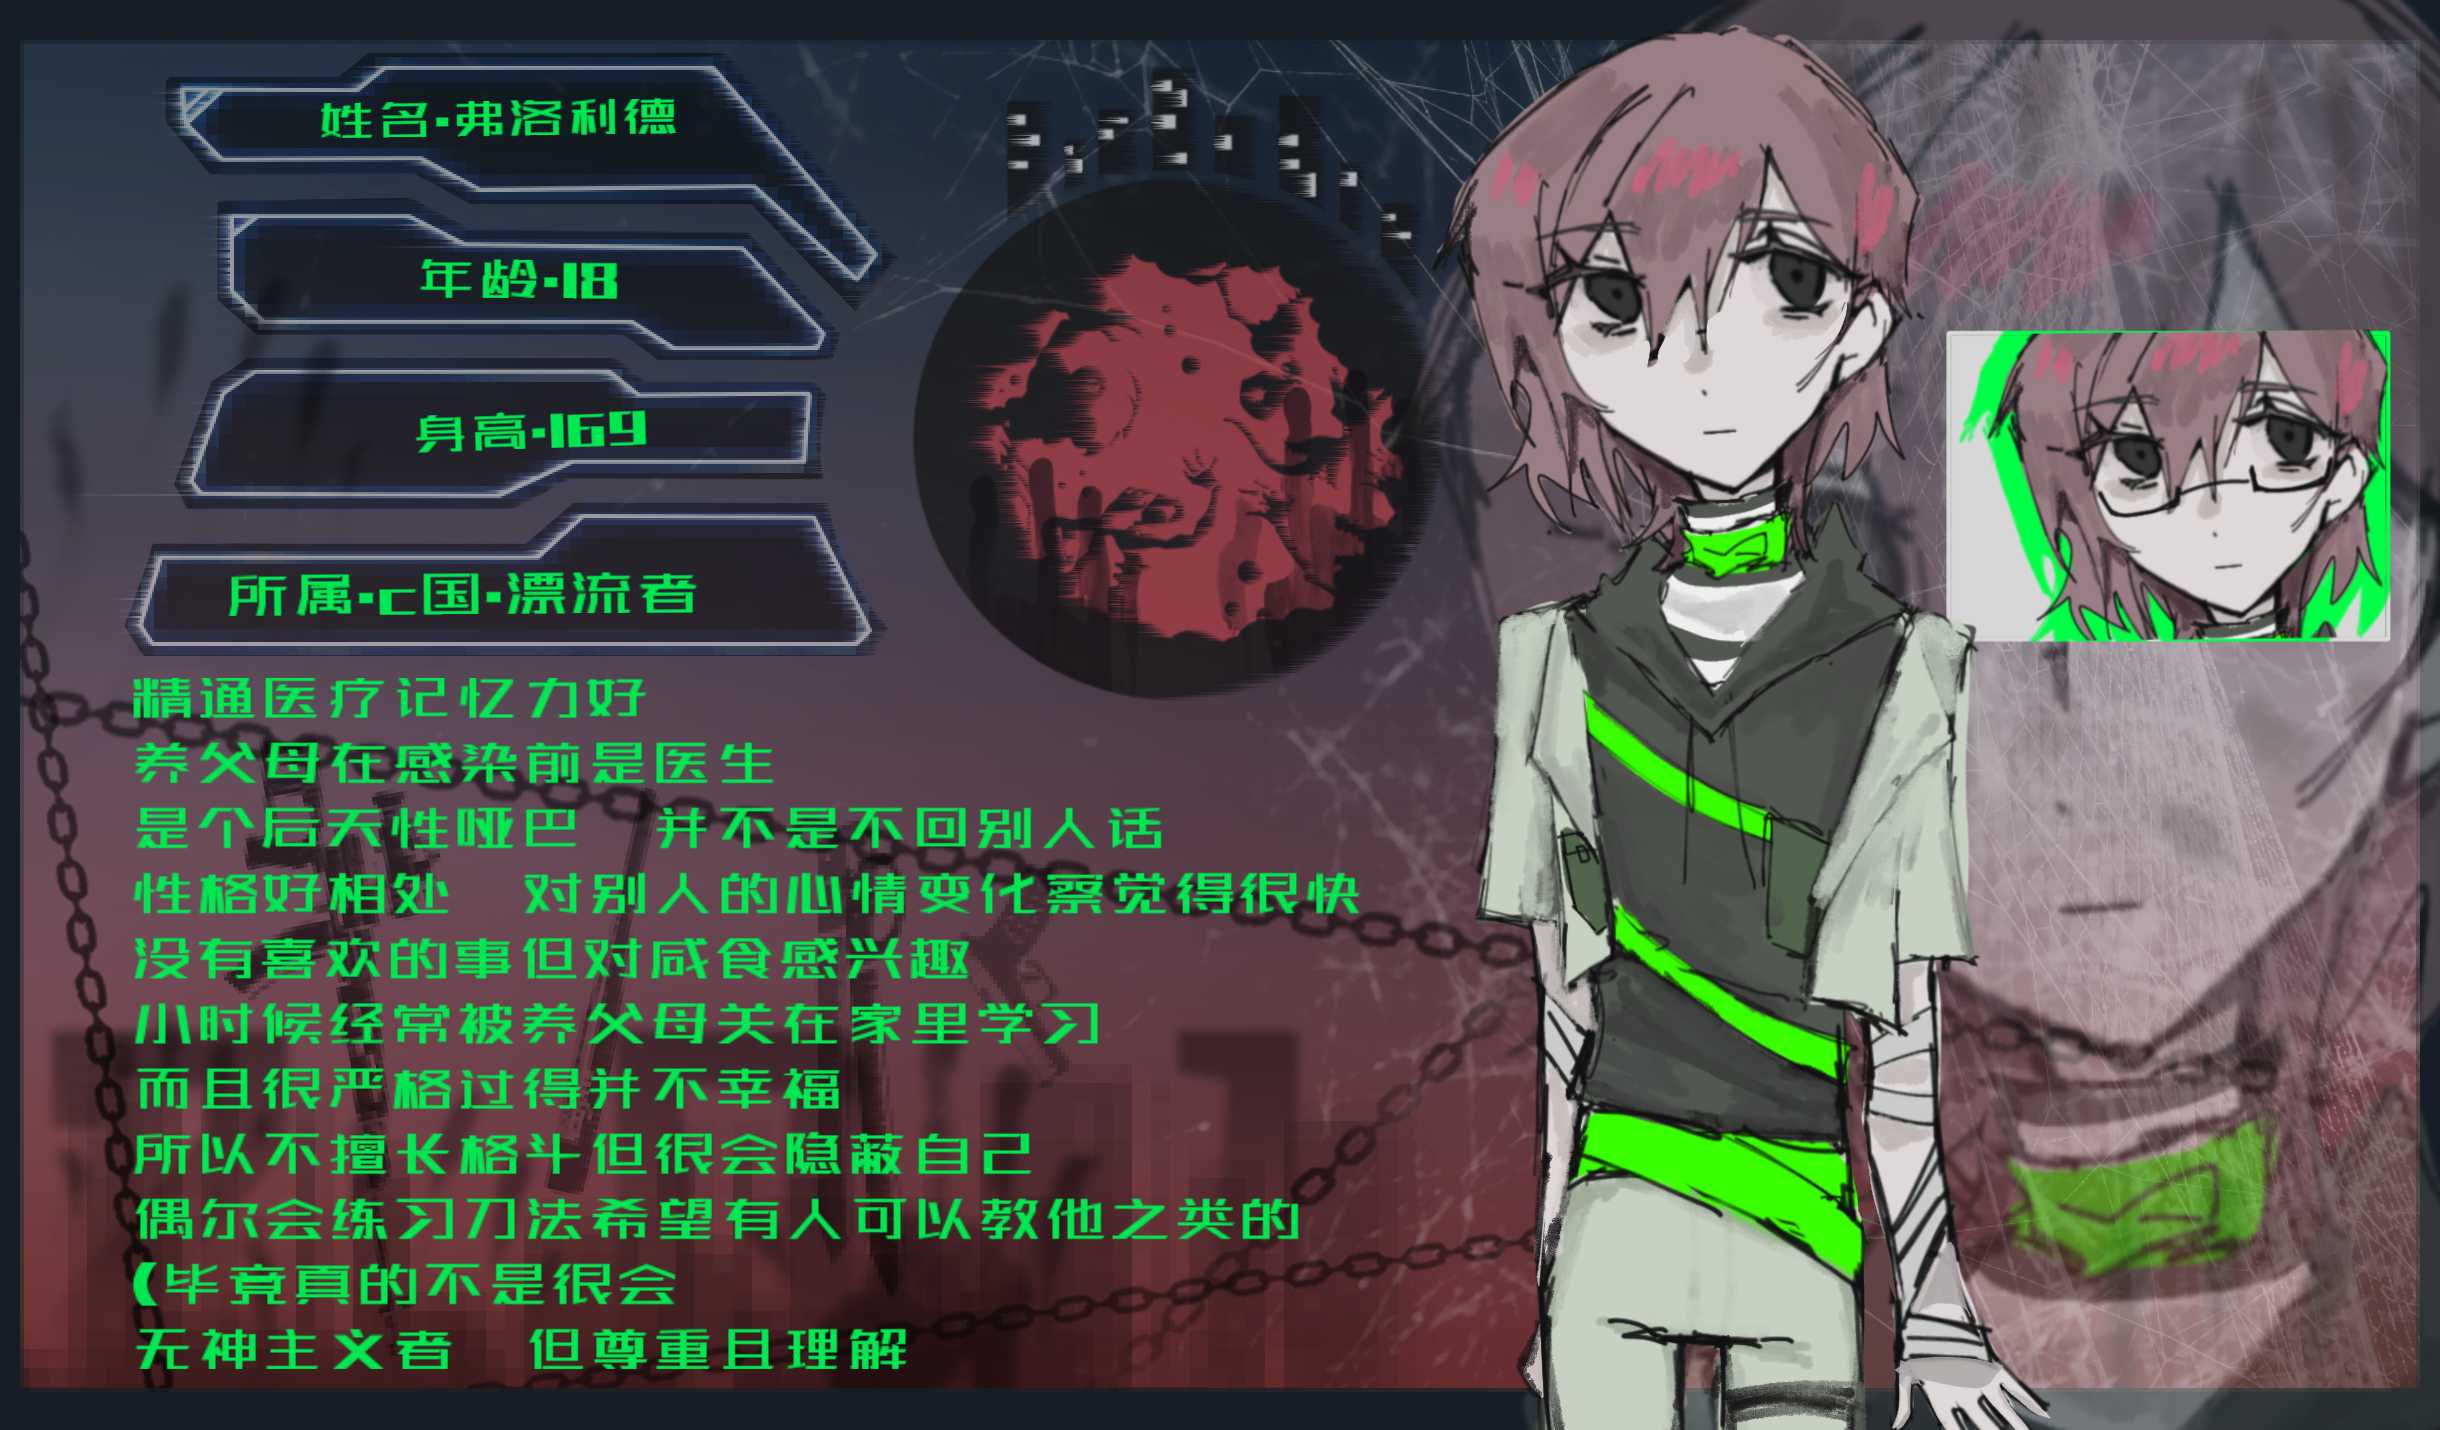 姓名·弗洛利德
年龄·18
身高·169
所属·c国·漂流者
精通医疗记忆力好
养父母在感染前是医生
是个后天性哑巴 并不是不回别人话
性格好相处 对别人的心情变化察觉得很快
没有喜欢的事但对咸食感兴趣
小时候经常被养父母关在家里学习
而且很严格过得并不幸福
所以不擅长格斗但很会隐蔽自己
偶尔会练习刀法希望有人可以教他之类的
(毕竟真的不是很会
无神主义者 但尊重且理解